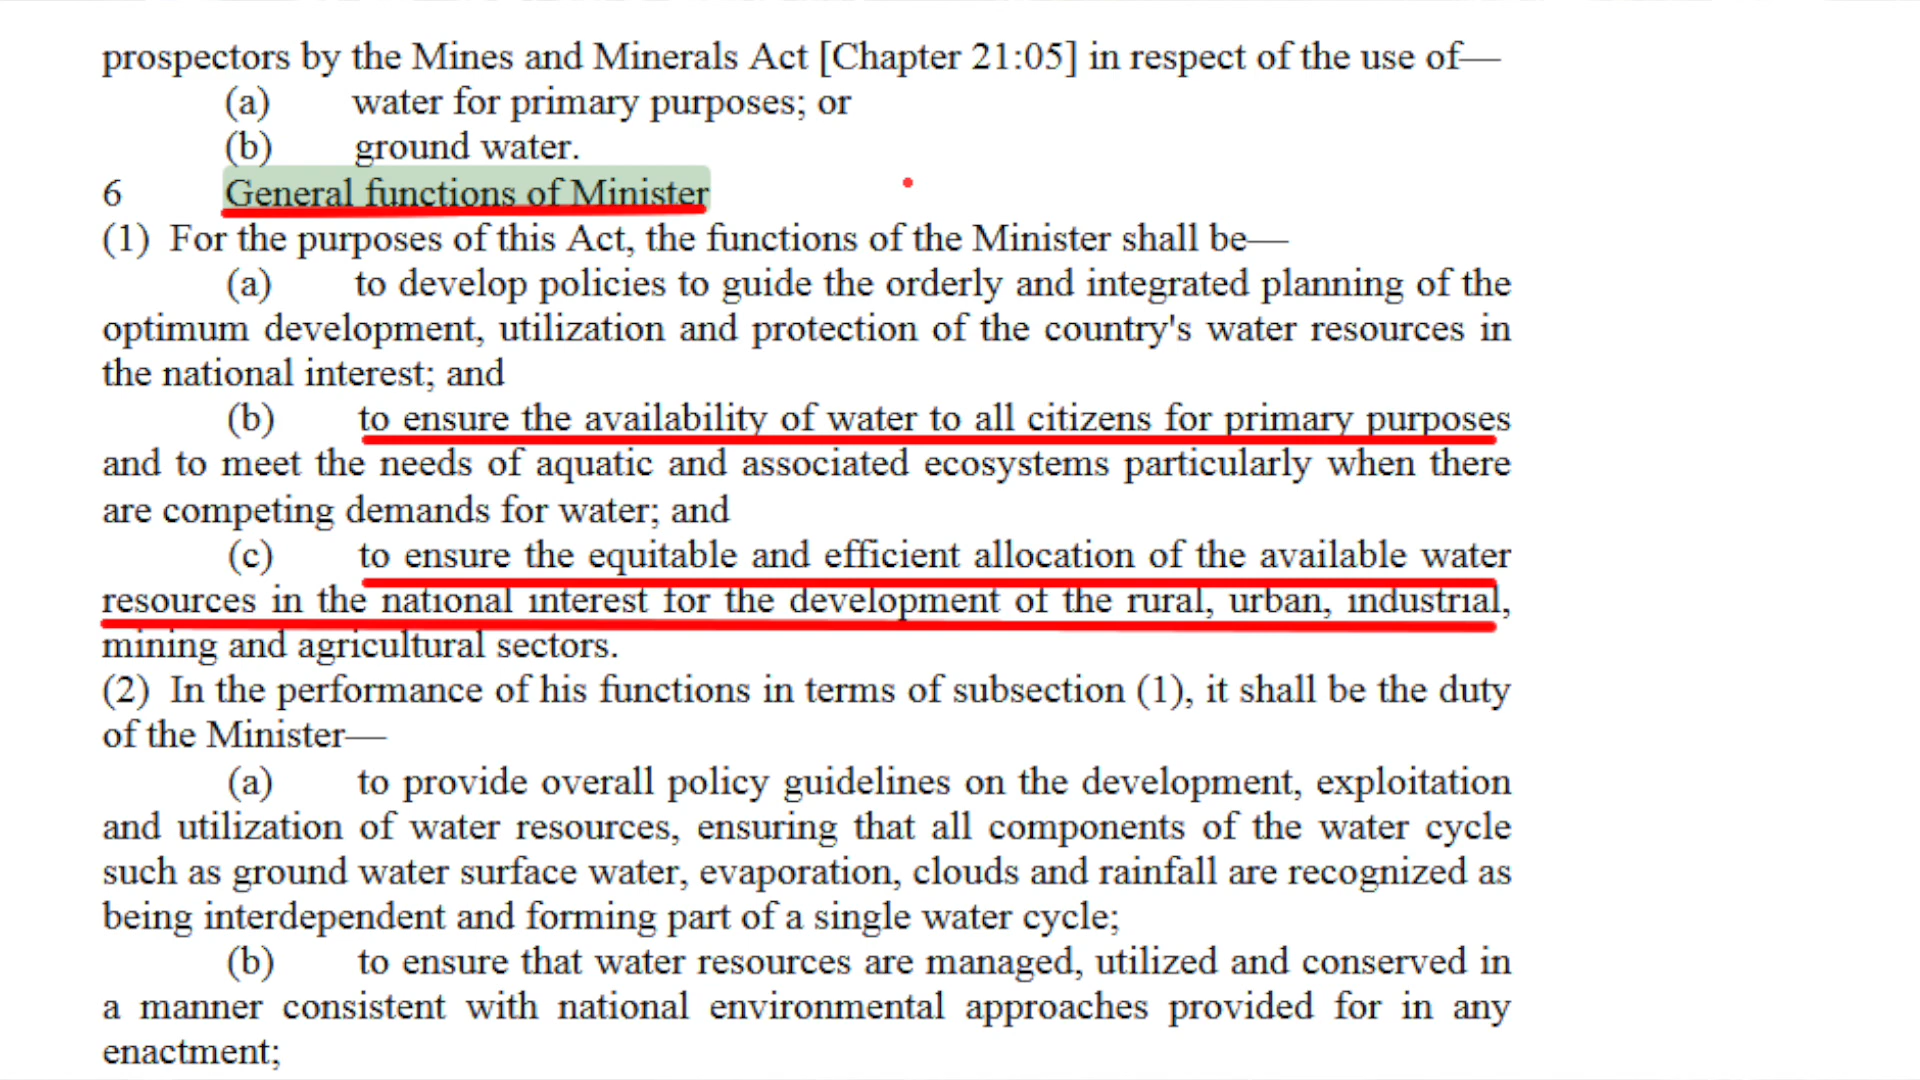 prospectors by the Mines and Minerals Act [Chapter 21:05] in respect of the use of—
(a) water for primary purposes; or
(b) ground water.
6 General functions of Minister
(1) For the purposes of this Act, the functions of the Minister shall be—
(a) to develop policies to guide the orderly and integrated planning of the
optimum development, utilization and protection of the country's water resources in
the national interest; and
(b) to ensure the availability of water to all citizens for primary purposes
and to meet the needs of aquatic and associated ecosystems particularly when there
are competing demands for water; and
(c) to ensure the equitable and efficient allocation of the available water
resources in the national interest for the development of the rural, urban, industrial,
mining and agricultural sectors.
(2) In the performance of his functions in terms of subsection (1), it shall be the duty
of the Minister—
(a) to provide overall policy guidelines on the development, exploitation
and utilization of water resources, ensuring that all components of the water cycle
such as ground water surface water, evaporation, clouds and rainfall are recognized as
being interdependent and forming part of a single water cycle;
(b) to ensure that water resources are managed, utilized and conserved in
a manner consistent with national environmental approaches provided for in any
enactment;